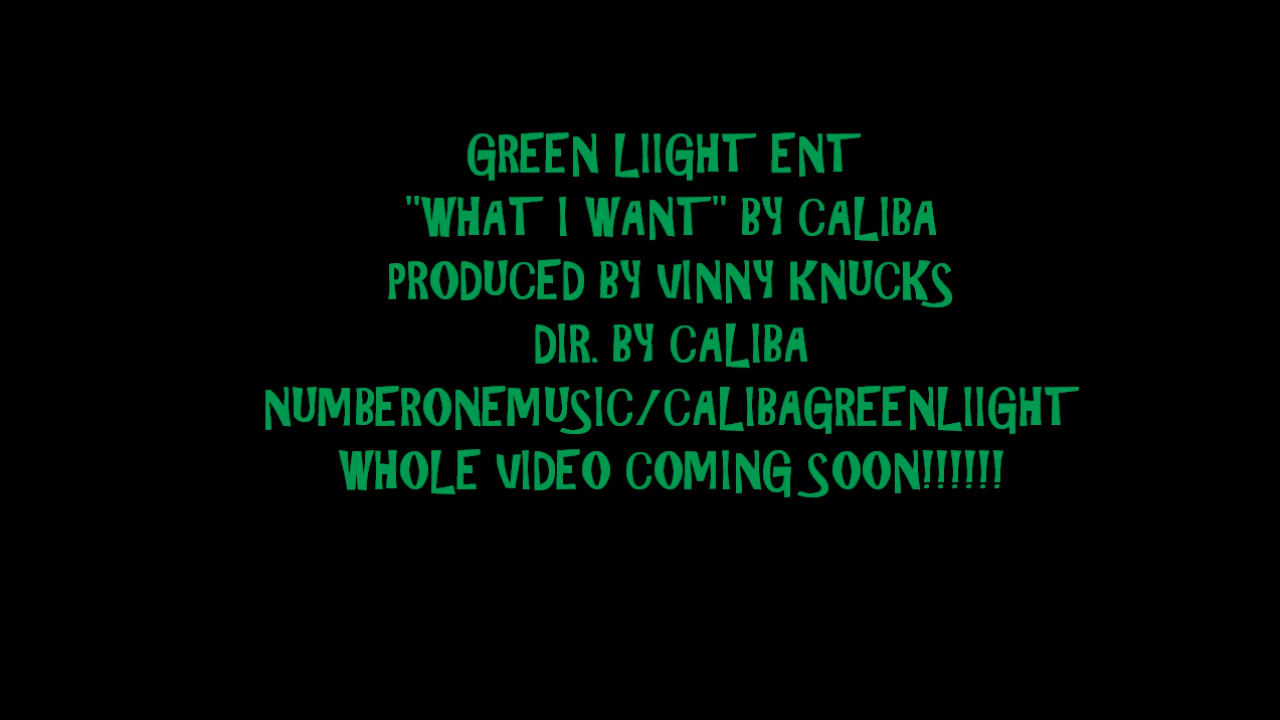 GREEN LIIGHT ENT
"WHAT I WANT" BY CALIBA
PRODUCED BY VINNY KNUCKS
DIR. BY CALIBA
NUMBERONEMUSIC/CALIBAGREENLIIGHT
WHOLE VIDEO COMING SOON!!!!!!